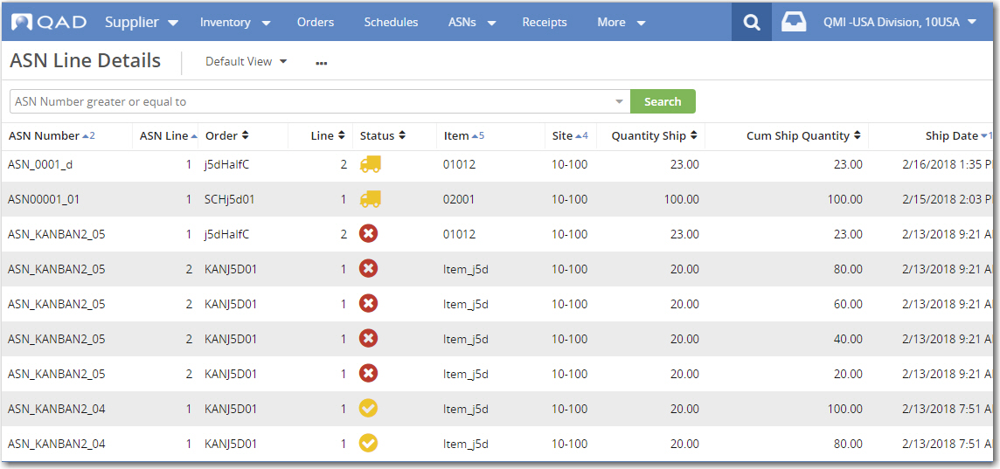 QAD Supplier Inventory Orders Schedules ASNs Receipts More QMI -USA Division, 10USA
ASN Line Details Default View ...
ASN Number greater or equal to Search
ASN Number 2 ASN Line Order Line Status Item 5 Site 4 Quantity Ship Cum Ship Quantity Ship Date 1
ASN_0001_d 1 j5dHalfC 2 01012 10-100 23.00 23.00 2/16/2018 1:35 P
ASN00001_01 1 SCHj5d01 1 02001 10-100 100.00 100.00 2/15/2018 2:03 P
ASN_KANBAN2_05 1 j5dHalfC 2 01012 10-100 23.00 23.00 2/13/2018 9:21 A
ASN_KANBAN2_05 2 KANJ5D01 1 Item_j5d 10-100 20.00 80.00 2/13/2018 9:21 A
ASN_KANBAN2_05 2 KANJ5D01 1 Item_j5d 10-100 20.00 60.00 2/13/2018 9:21 A
ASN_KANBAN2_05 2 KANJ5D01 1 Item_j5d 10-100 20.00 40.00 2/13/2018 9:21 A
ASN_KANBAN2_05 2 KANJ5D01 1 Item_j5d 10-100 20.00 20.00 2/13/2018 9:21 A
ASN_KANBAN2_04 1 KANJ5D01 1 Item_j5d 10-100 20.00 100.00 2/13/2018 7:51 A
ASN_KANBAN2_04 1 KANJ5D01 1 Item_j5d 10-100 20.00 80.00 2/13/2018 7:51 A